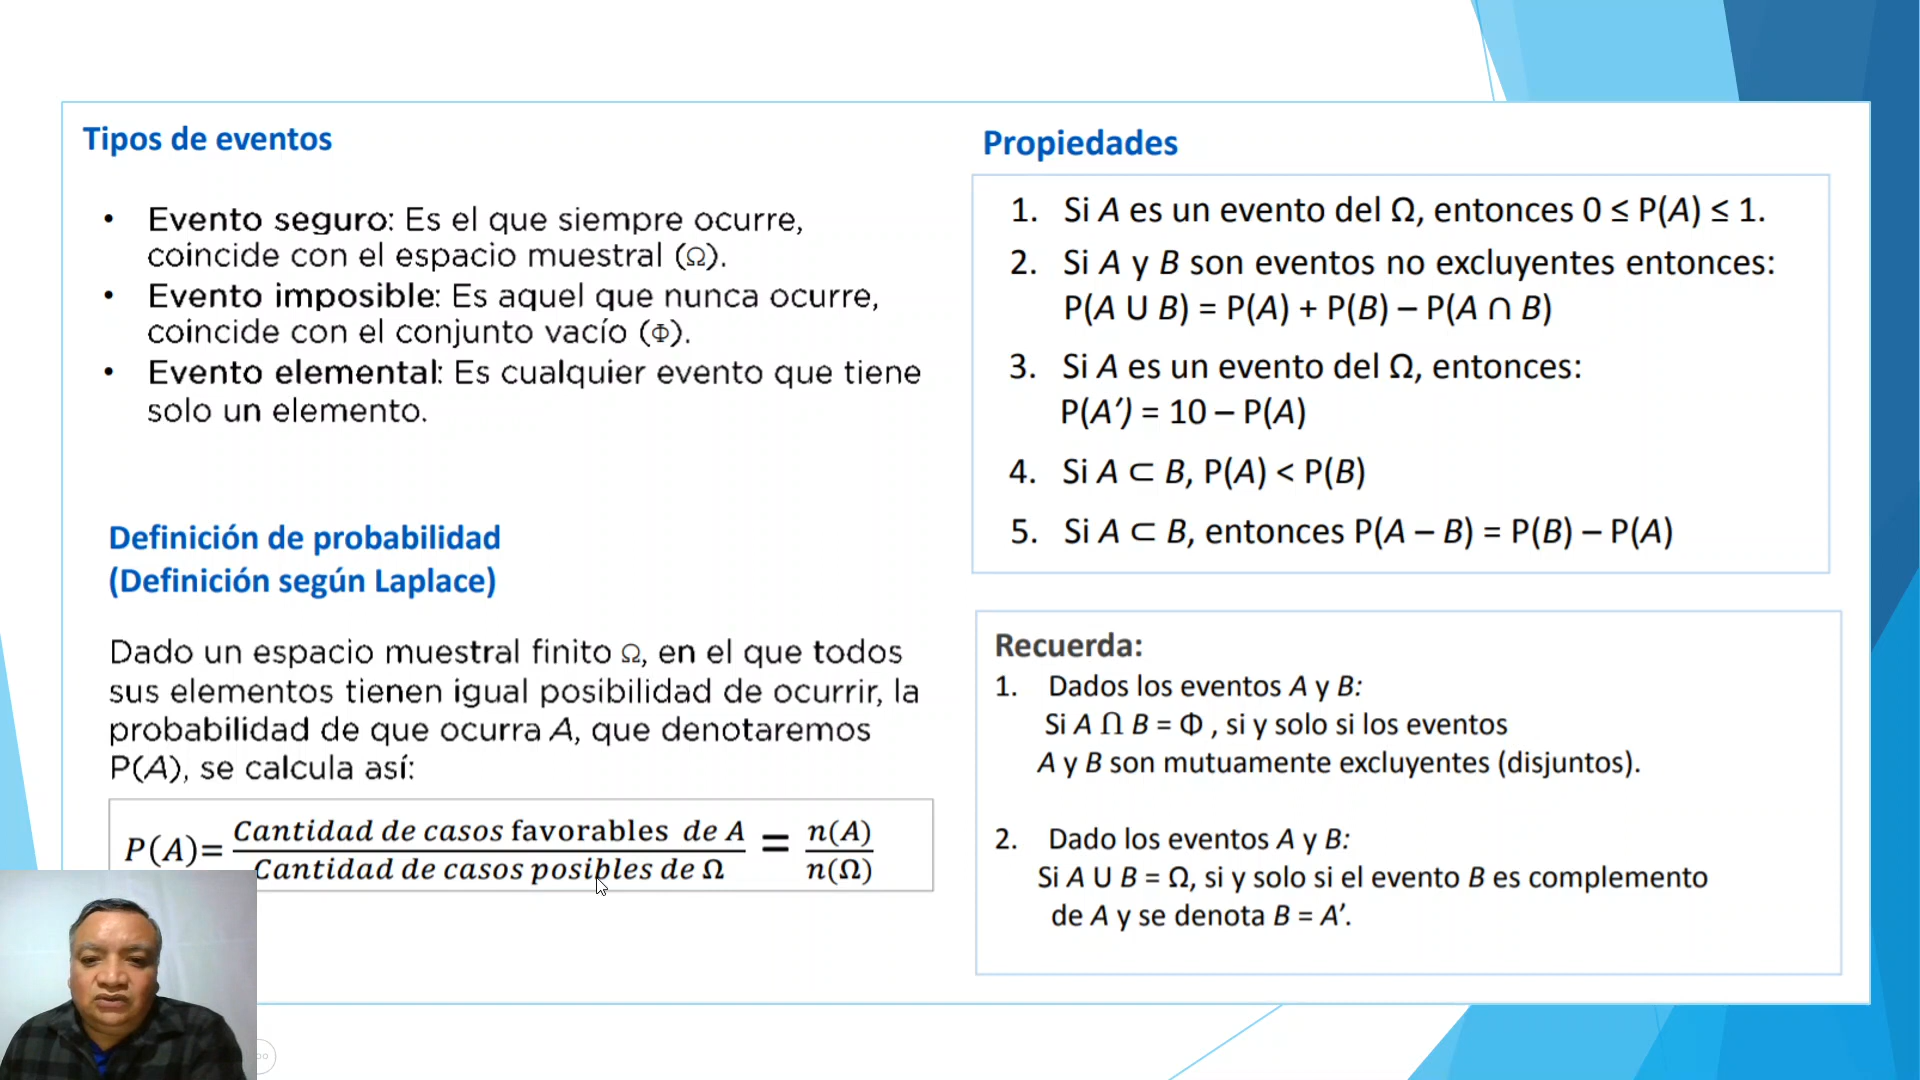 Tipos de eventos
• Evento seguro: Es el que siempre ocurre,
coincide con el espacio muestral (Ω).
• Evento imposible: Es aquel que nunca ocurre,
coincide con el conjunto vacío (Φ).
• Evento elemental: Es cualquier evento que tiene
solo un elemento.
Definición de probabilidad
(Definición según Laplace)
Dado un espacio muestral finito Ω, en el que todos
sus elementos tienen igual posibilidad de ocurrir, la
probabilidad de que ocurra A, que denotaremos
P(A), se calcula así:
P(A)= Cantidad de casos favorables de A / Cantidad de casos posibles de Ω = n(A) / n(Ω)
Propiedades
1. Si A es un evento del Ω, entonces 0 ≤ P(A) ≤ 1.
2. Si A y B son eventos no excluyentes entonces:
P(A U B) = P(A) + P(B) – P(A ∩ B)
3. Si A es un evento del Ω, entonces:
P(A’) = 10 – P(A)
4. Si A ⊂ B, P(A) < P(B)
5. Si A ⊂ B, entonces P(A – B) = P(B) – P(A)
Recuerda:
1. Dados los eventos A y B:
Si A ∩ B = Φ , si y solo si los eventos
A y B son mutuamente excluyentes (disjuntos).
2. Dado los eventos A y B:
Si A U B = Ω, si y solo si el evento B es complemento
de A y se denota B = A’.